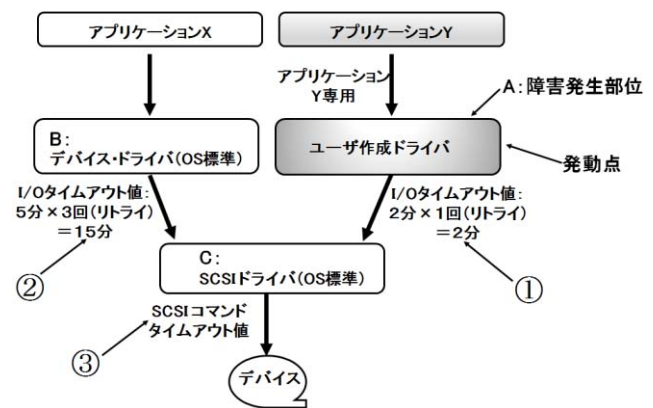 アプリケーションX
アプリケーションY
アプリケーション
Y専用
A:障害発生部位
B:
デバイス・ドライバ(OS標準)
ユーザ作成ドライバ
発動点
I/Oタイムアウト値:
5分×3回(リトライ)
=15分
I/Oタイムアウト値:
2分×1回(リトライ)
=2分
②
C:
SCSIドライバ(OS標準)
①
SCSIコマンド
タイムアウト値
③
デバイス